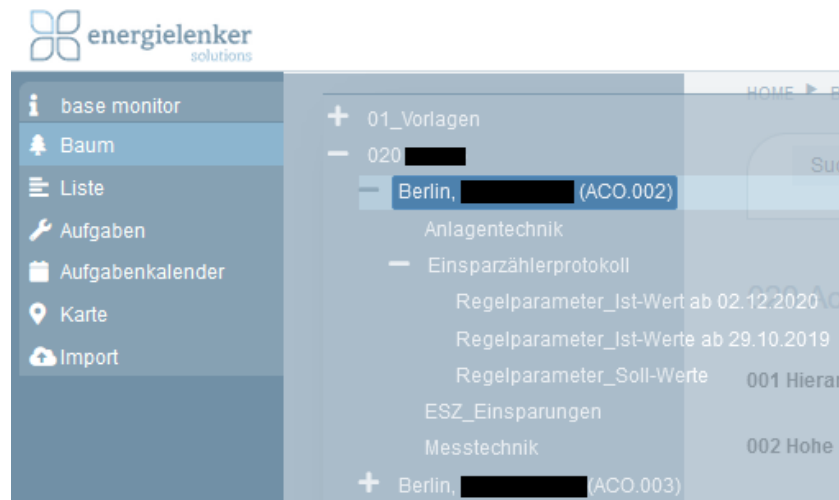 energielenker
solutions
base monitor
Baum
Liste
Aufgaben
Aufgabenkalender
Karte
Import
01_Vorlagen
020
Berlin, (ACO.002)
Anlagentechnik
Einsparzählerprotokoll
Regelparameter_Ist-Wert ab 02.12.2020
Regelparameter_Ist-Werte ab 29.10.2019
Regelparameter_Soll-Werte
ESZ_Einsparungen
Messtechnik
Berlin, (ACO.003)
HOME
001
002 Hohe